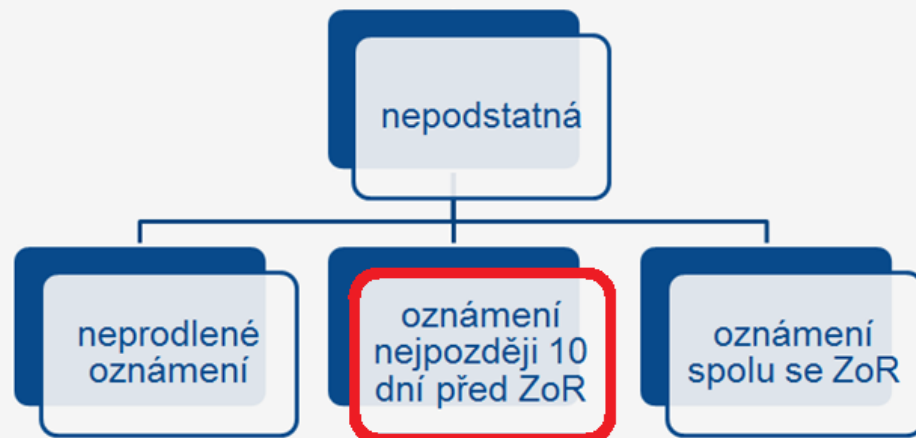 nepodstatná
neprodlené
oznámení
oznámení
nejpozději 10
dní před ZoR
oznámení
spolu se ZoR